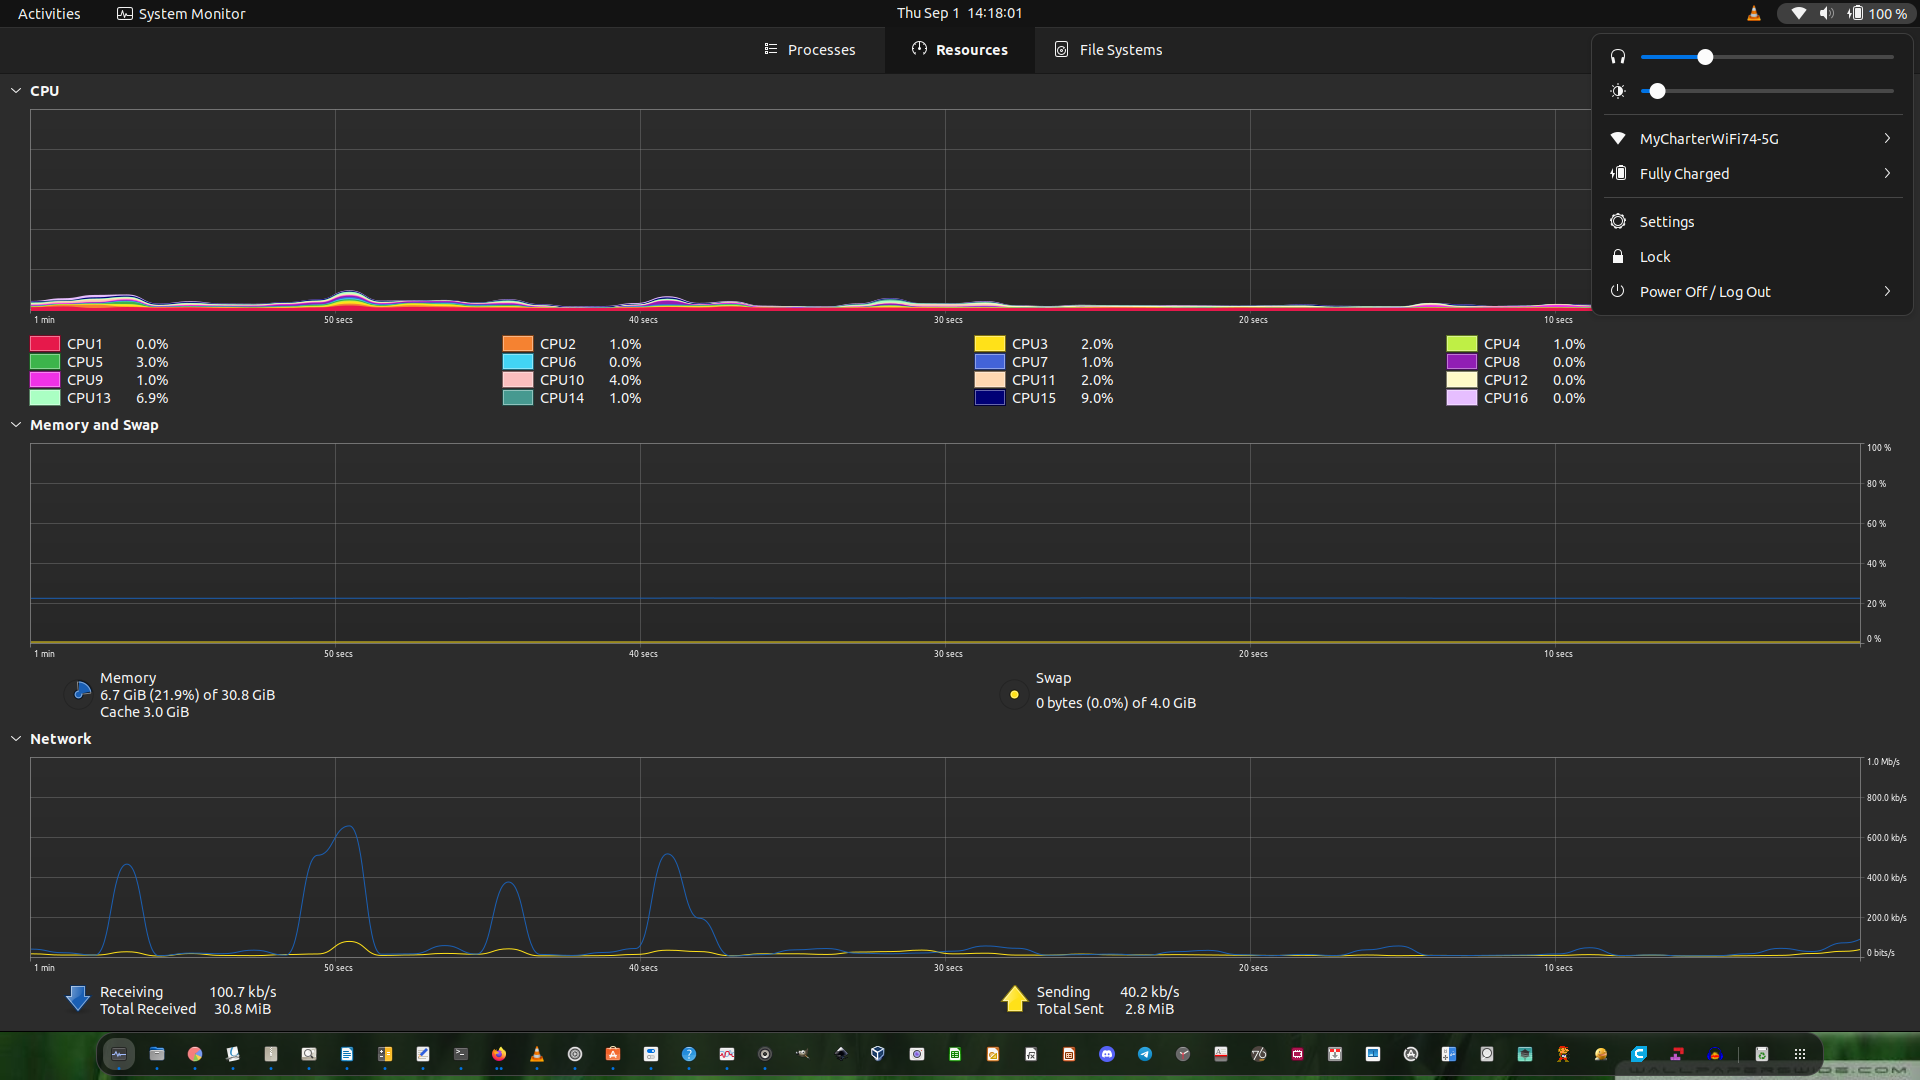 Activities
System Monitor
Thu Sep 1 14:18:01
100 %
Processes
Resources
File Systems
MyCharterWiFi74-5G
Fully Charged
Settings
Lock
Power Off / Log Out
CPU
1 min
50 secs
40 secs
30 secs
20 secs
10 secs
CPU1 0.0%
CPU2 1.0%
CPU3 2.0%
CPU4 1.0%
CPU5 3.0%
CPU6 0.0%
CPU7 1.0%
CPU8 0.0%
CPU9 1.0%
CPU10 4.0%
CPU11 2.0%
CPU12 0.0%
CPU13 6.9%
CPU14 1.0%
CPU15 9.0%
CPU16 0.0%
Memory and Swap
100 %
80 %
60 %
40 %
20 %
0 %
1 min
50 secs
40 secs
30 secs
20 secs
10 secs
Memory
6.7 GiB (21.9%) of 30.8 GiB
Cache 3.0 GiB
Swap
0 bytes (0.0%) of 4.0 GiB
Network
1.0 Mb/s
800.0 kb/s
600.0 kb/s
400.0 kb/s
200.0 kb/s
0 bits/s
1 min
50 secs
40 secs
30 secs
20 secs
10 secs
Receiving 100.7 kb/s
Total Received 30.8 MiB
Sending 40.2 kb/s
Total Sent 2.8 MiB
WALLPAPERSWIDE.COM